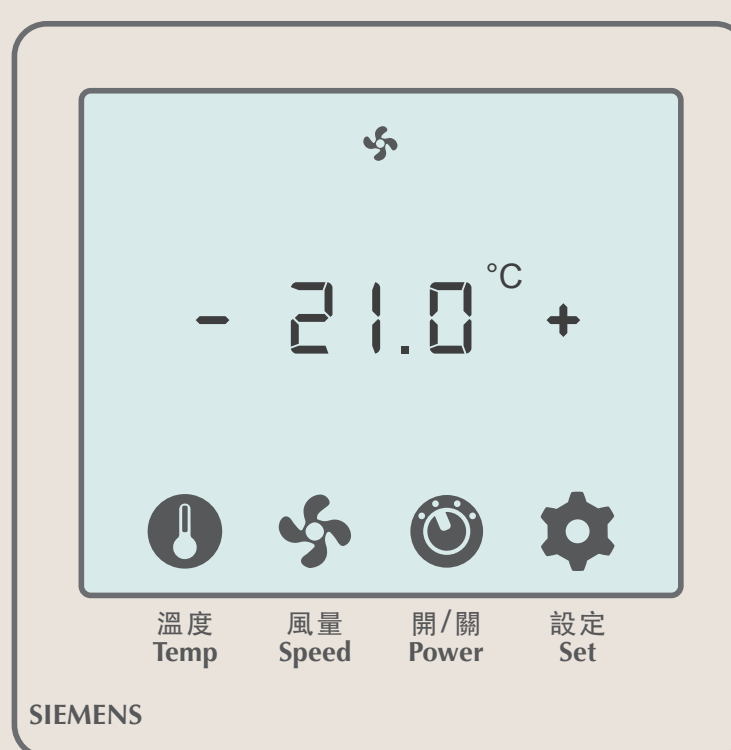 - 21.0 °C +
溫度 風量 開/關 設定
Temp Speed Power Set
SIEMENS